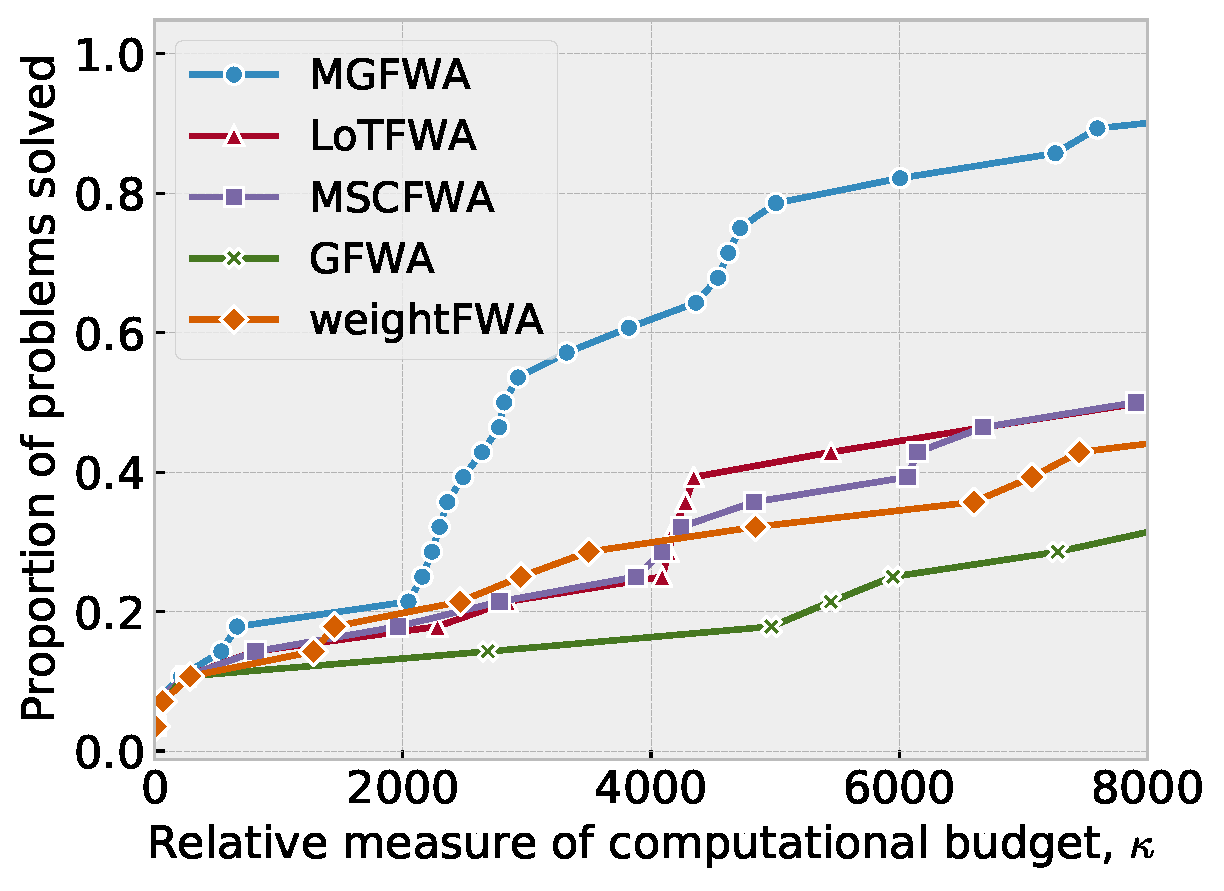 Proportion of problems solved
1.0
0.8
0.6
0.4
0.2
0.0
MGFWA
LoTFWA
MSCFWA
GFWA
weightFWA
0 2000 4000 6000 8000
Relative measure of computational budget, κ